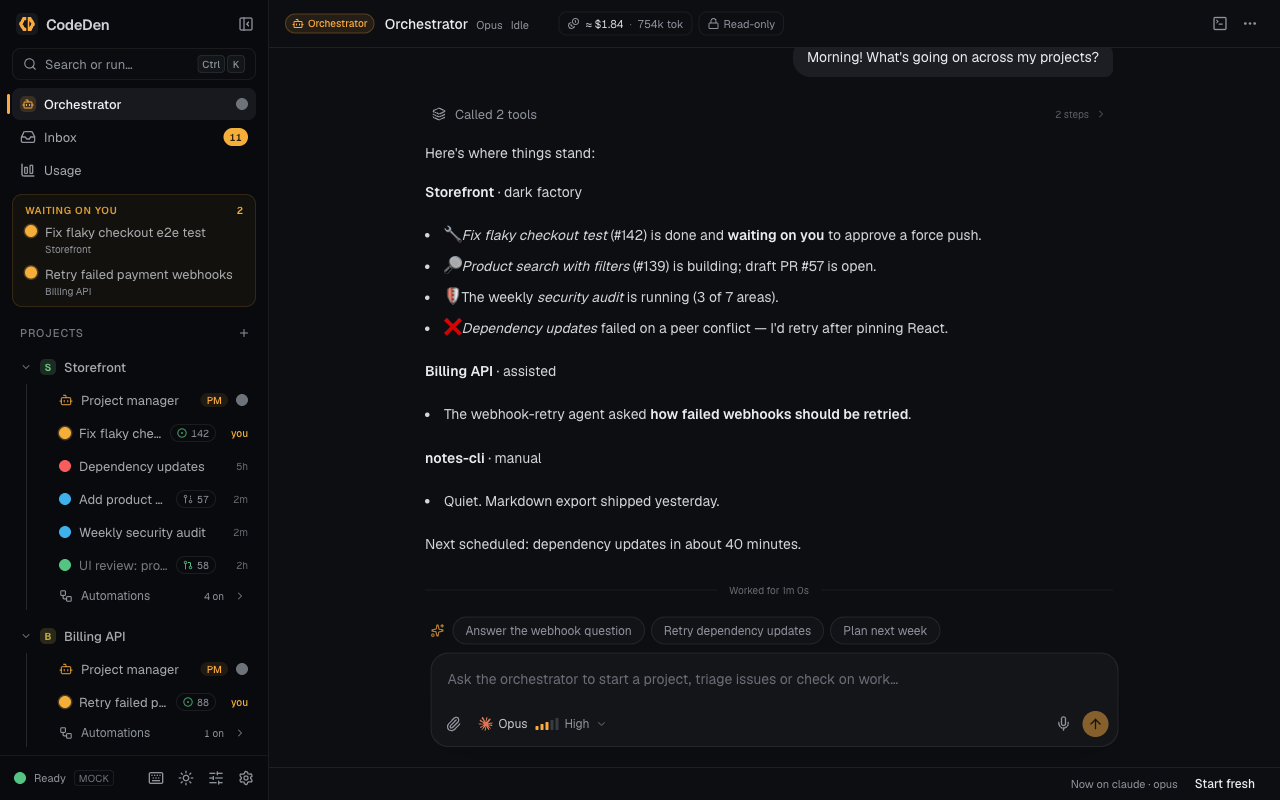 CodeDen
Search or run… Ctrl K
Orchestrator
Inbox 11
Usage
WAITING ON YOU 2
Fix flaky checkout e2e test
Storefront
Retry failed payment webhooks
Billing API
PROJECTS
S Storefront
Project manager PM
Fix flaky che… 142 you
Dependency updates 5h
Add product … 57 2m
Weekly security audit 2m
UI review: pro… 58 2h
Automations 4 on
B Billing API
Project manager PM
Retry failed p… 88 you
Automations 1 on
Ready MOCK
Orchestrator Orchestrator Opus Idle ≈ $1.84 · 754k tok Read-only
Morning! What's going on across my projects?
Called 2 tools 2 steps
Here's where things stand:
Storefront · dark factory
• Fix flaky checkout test (#142) is done and waiting on you to approve a force push.
• Product search with filters (#139) is building; draft PR #57 is open.
• The weekly security audit is running (3 of 7 areas).
• Dependency updates failed on a peer conflict — I'd retry after pinning React.
Billing API · assisted
• The webhook-retry agent asked how failed webhooks should be retried.
notes-cli · manual
• Quiet. Markdown export shipped yesterday.
Next scheduled: dependency updates in about 40 minutes.
Worked for 1m 0s
Answer the webhook question Retry dependency updates Plan next week
Ask the orchestrator to start a project, triage issues or check on work…
Opus High
Now on claude · opus Start fresh